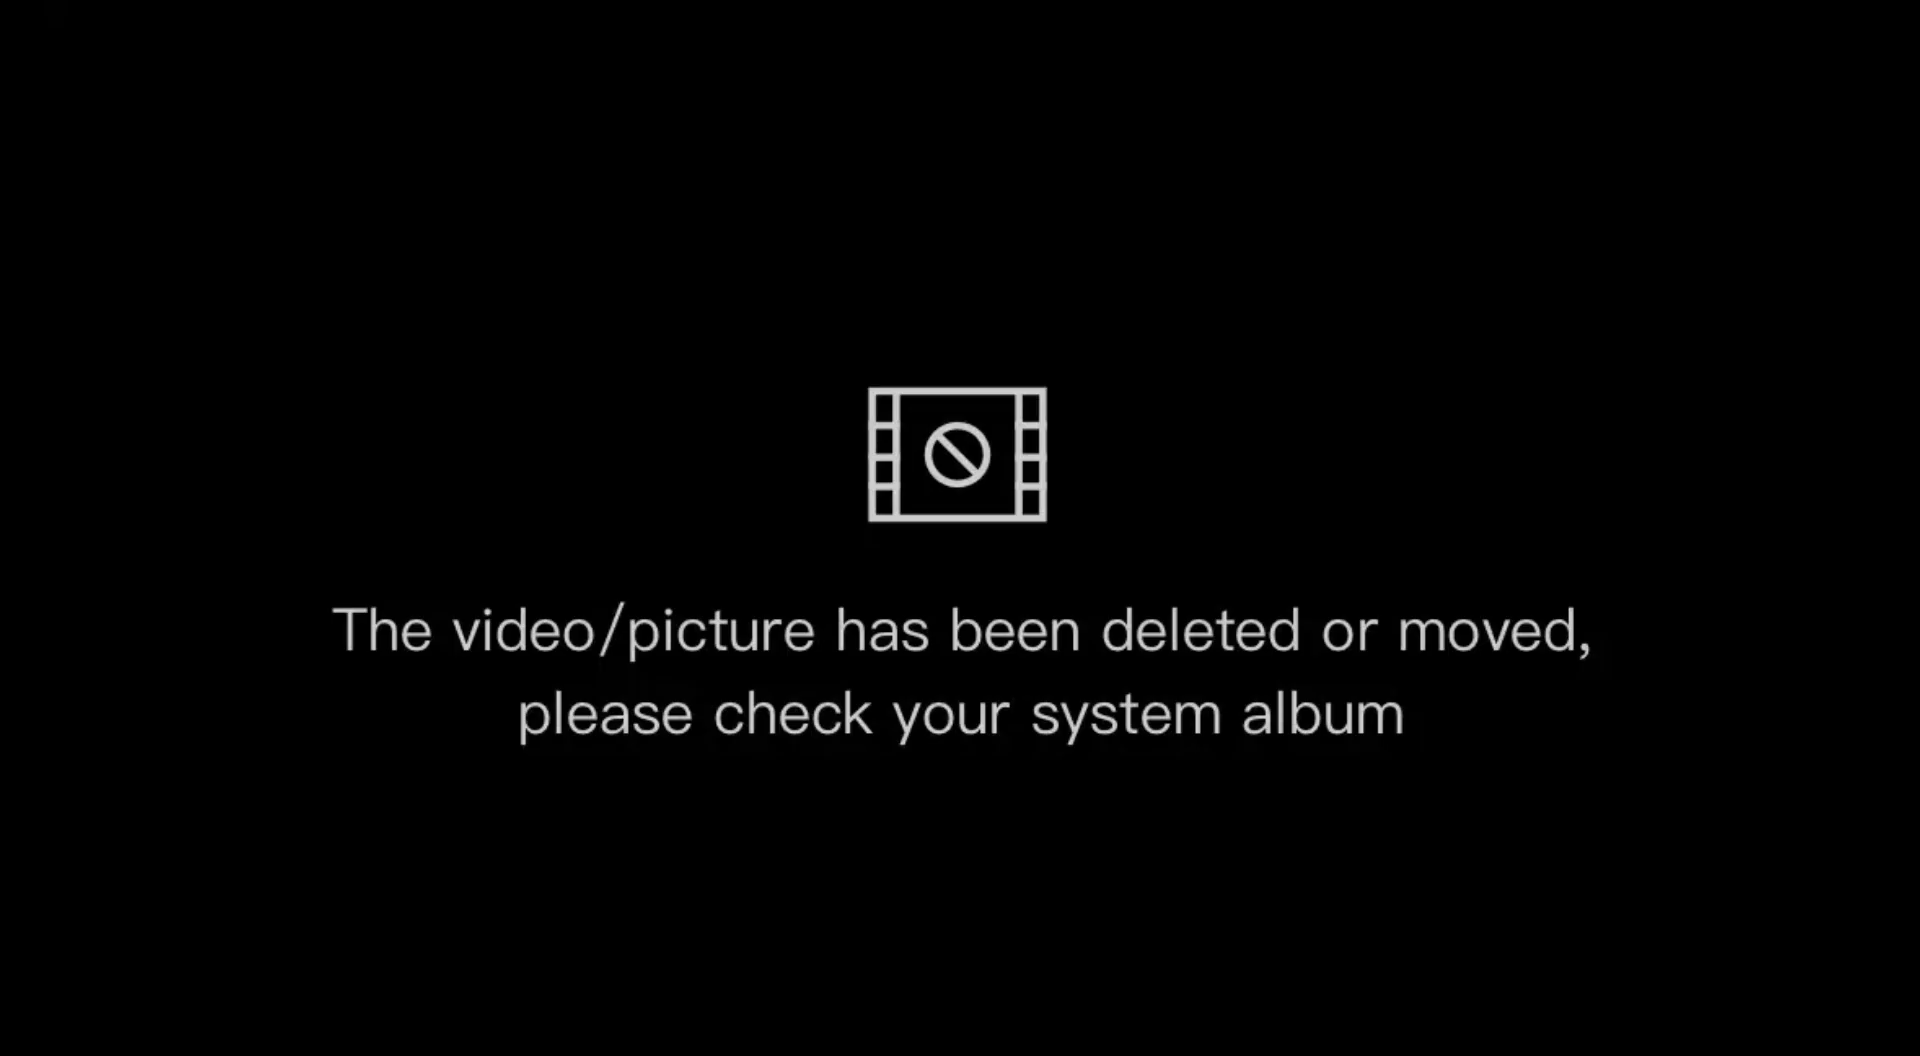 The video/picture has been deleted or moved,
please check your system album